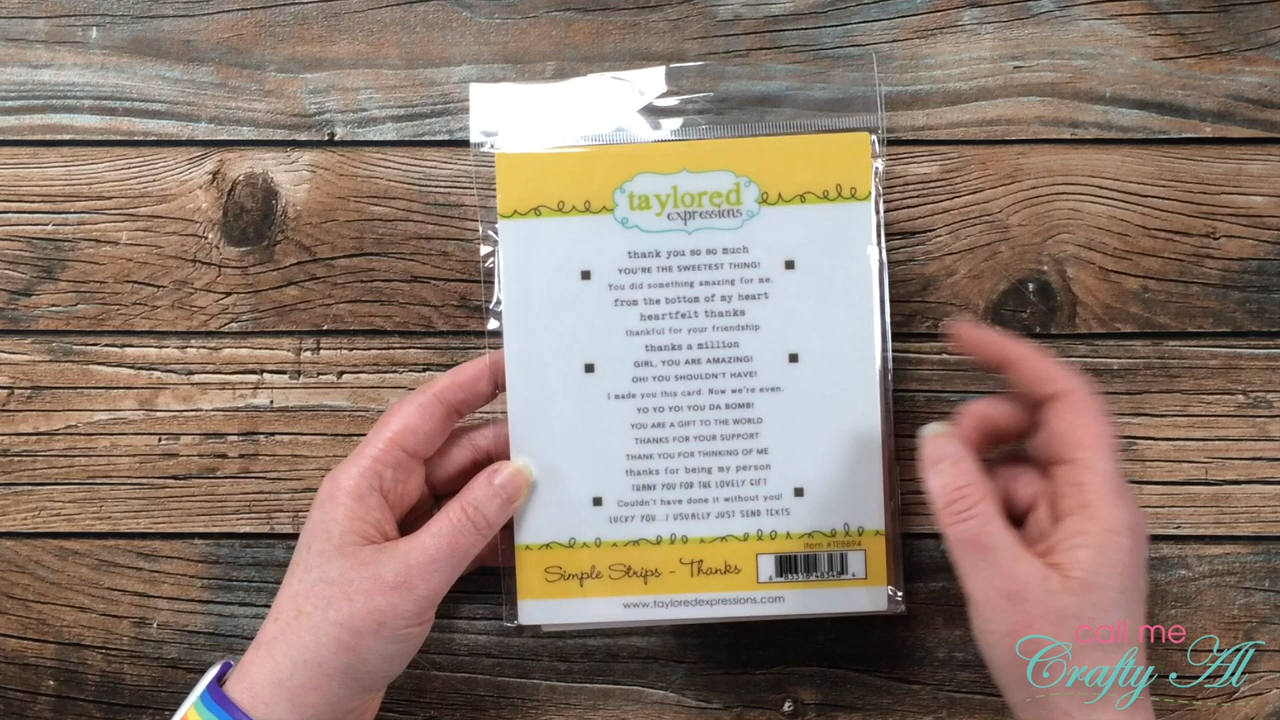 taylored
expressions
thank you so so much
YOU'RE THE SWEETEST THING!
You did something amazing for me.
from the bottom of my heart
heartfelt thanks
thankful for your friendship
thanks a million
GIRL, YOU ARE AMAZING!
OH! YOU SHOULDN'T HAVE!
I made you this card. Now we're even.
YO YO YO! YOU DA BOMB!
YOU ARE A GIFT TO THE WORLD
THANKS FOR YOUR SUPPORT
THANK YOU FOR THINKING OF ME
thanks for being my person
THANK YOU FOR THE LOVELY GIFT
Couldn't have done it without you!
LUCKY YOU...I USUALLY JUST SEND TEXTS
Item #TE8894
Simple Strips - Thanks
www.tayloredexpressions.com
call me
Crafty Al